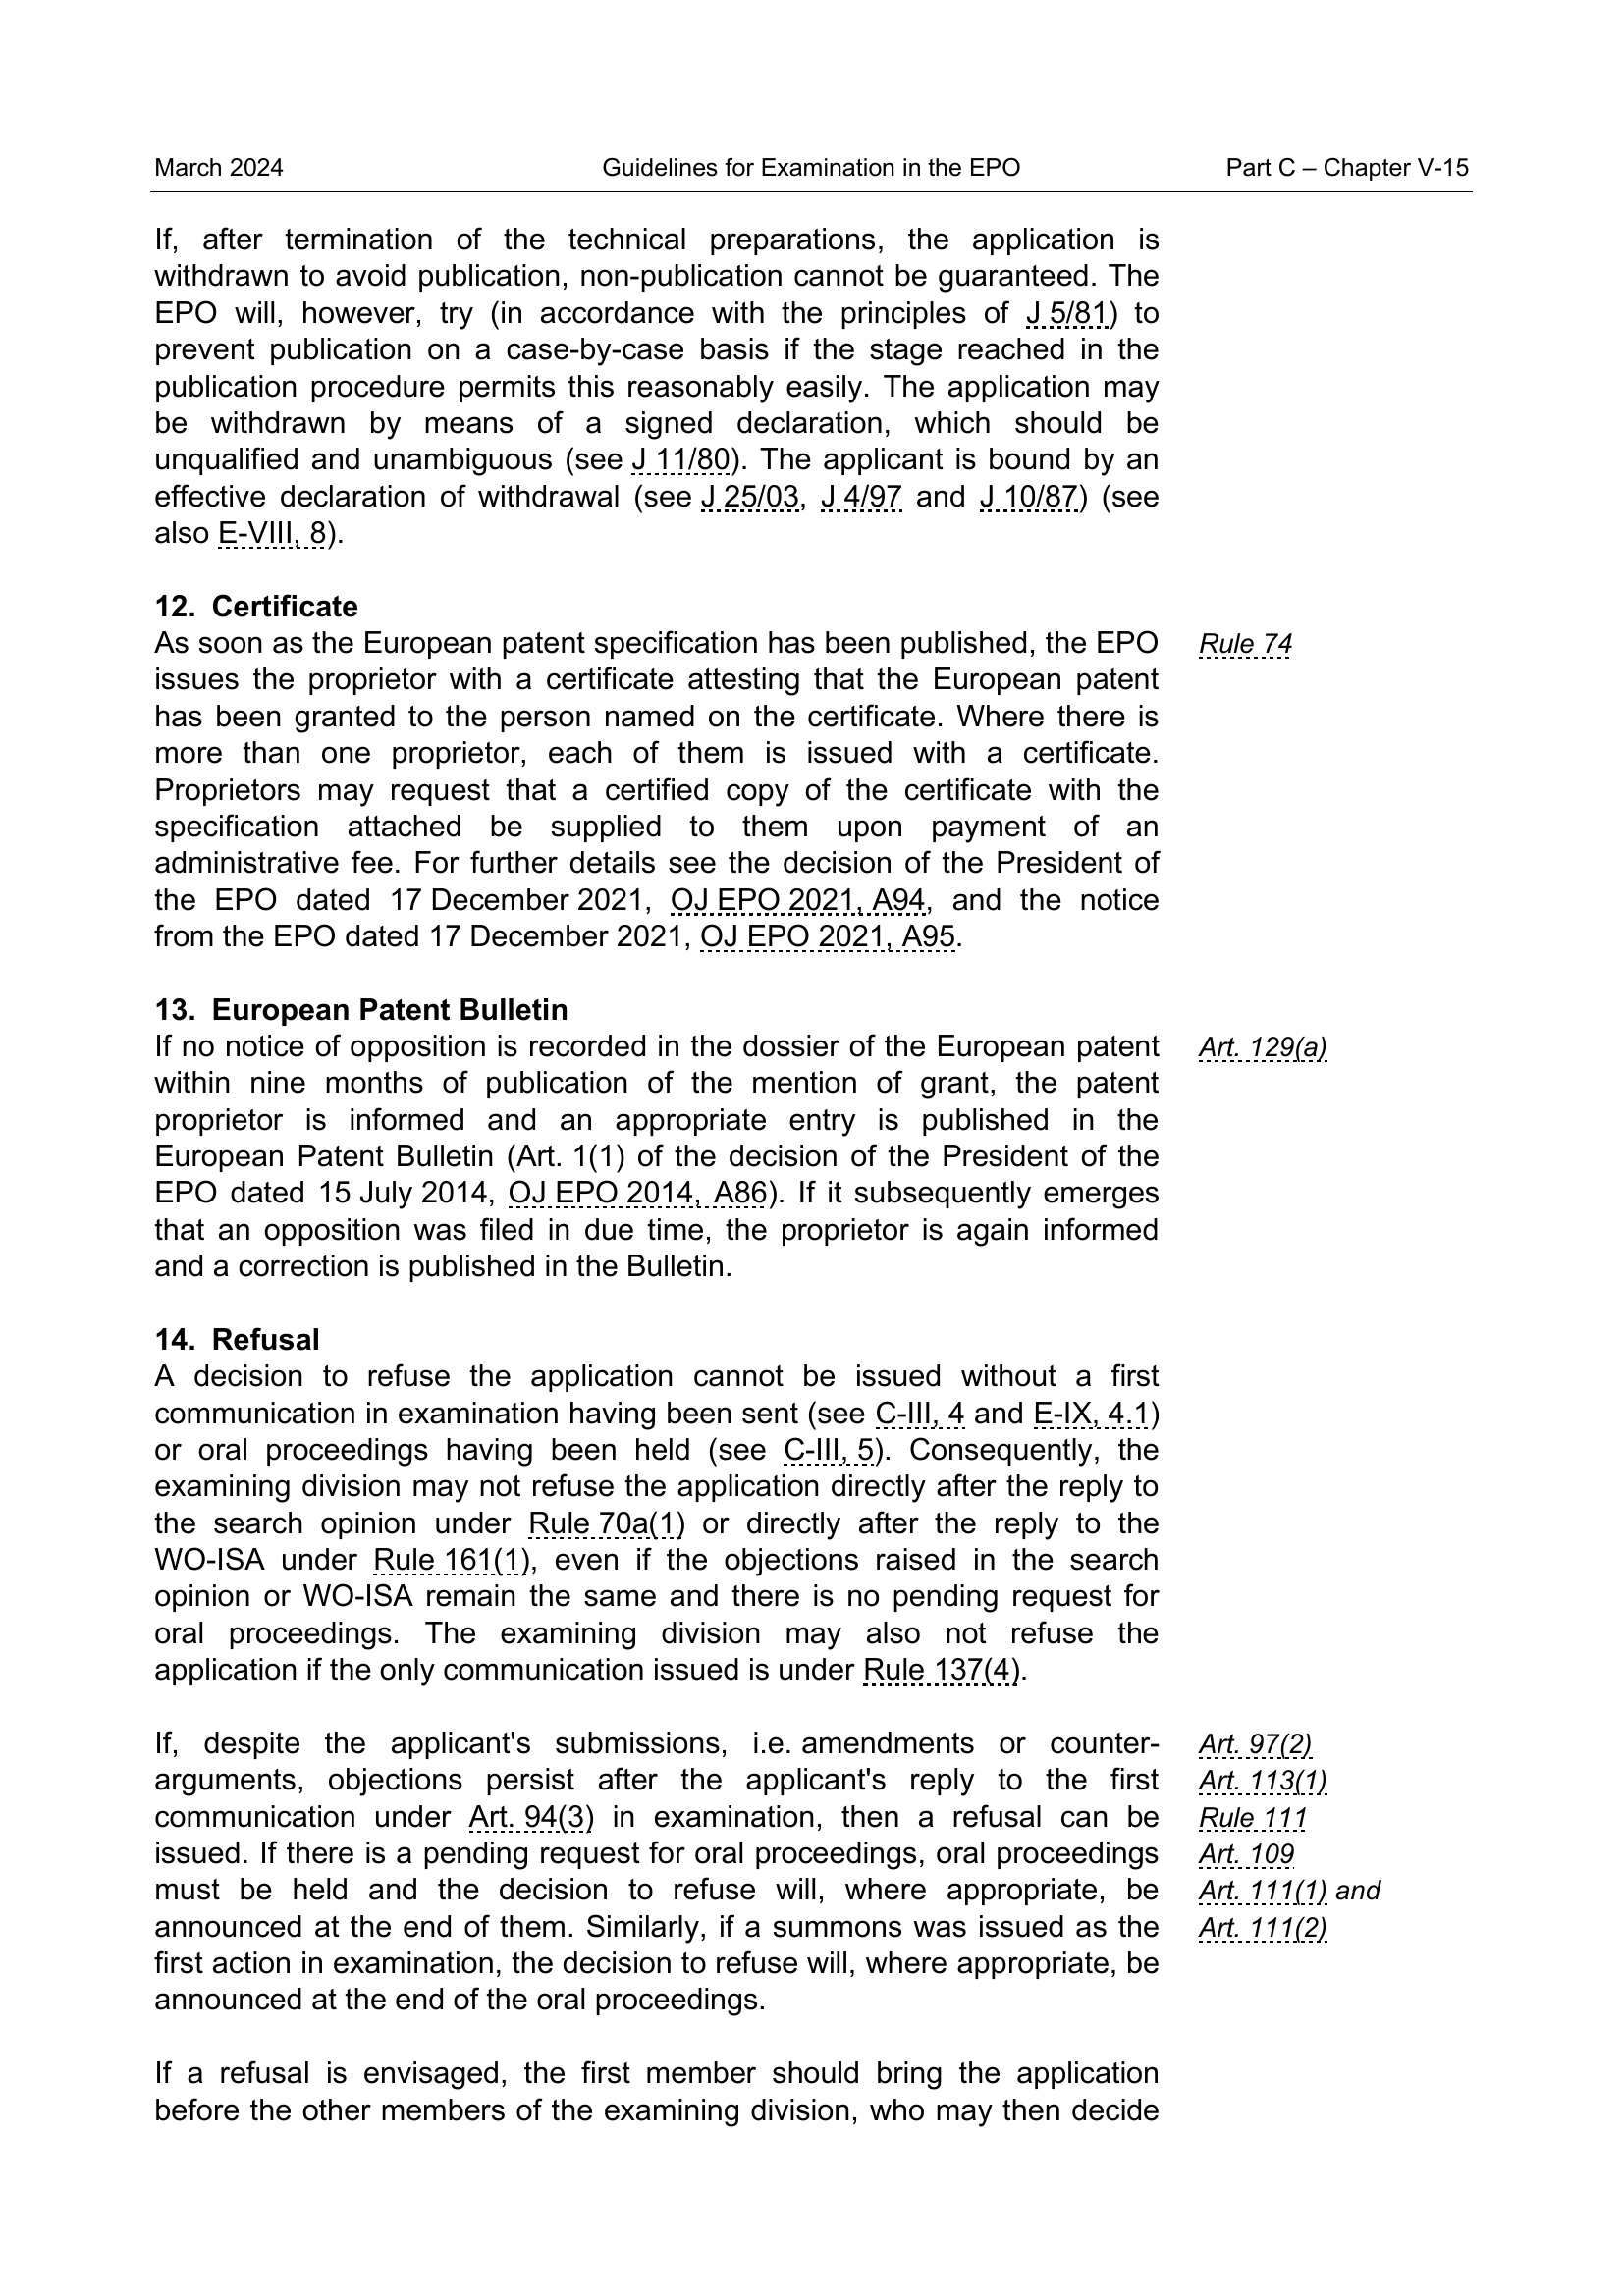 March 2024 Guidelines for Examination in the EPO Part C – Chapter V-15
If, after termination of the technical preparations, the application is
withdrawn to avoid publication, non-publication cannot be guaranteed. The
EPO will, however, try (in accordance with the principles of J 5/81) to
prevent publication on a case-by-case basis if the stage reached in the
publication procedure permits this reasonably easily. The application may
be withdrawn by means of a signed declaration, which should be
unqualified and unambiguous (see J 11/80). The applicant is bound by an
effective declaration of withdrawal (see J 25/03, J 4/97 and J 10/87) (see
also E-VIII, 8).
12. Certificate
As soon as the European patent specification has been published, the EPO Rule 74
issues the proprietor with a certificate attesting that the European patent
has been granted to the person named on the certificate. Where there is
more than one proprietor, each of them is issued with a certificate.
Proprietors may request that a certified copy of the certificate with the
specification attached be supplied to them upon payment of an
administrative fee. For further details see the decision of the President of
the EPO dated 17 December 2021, OJ EPO 2021, A94, and the notice
from the EPO dated 17 December 2021, OJ EPO 2021, A95.
13. European Patent Bulletin
If no notice of opposition is recorded in the dossier of the European patent Art. 129(a)
within nine months of publication of the mention of grant, the patent
proprietor is informed and an appropriate entry is published in the
European Patent Bulletin (Art. 1(1) of the decision of the President of the
EPO dated 15 July 2014, OJ EPO 2014, A86). If it subsequently emerges
that an opposition was filed in due time, the proprietor is again informed
and a correction is published in the Bulletin.
14. Refusal
A decision to refuse the application cannot be issued without a first
communication in examination having been sent (see C-III, 4 and E-IX, 4.1)
or oral proceedings having been held (see C-III, 5). Consequently, the
examining division may not refuse the application directly after the reply to
the search opinion under Rule 70a(1) or directly after the reply to the
WO-ISA under Rule 161(1), even if the objections raised in the search
opinion or WO-ISA remain the same and there is no pending request for
oral proceedings. The examining division may also not refuse the
application if the only communication issued is under Rule 137(4).
If, despite the applicant's submissions, i.e. amendments or counter- Art. 97(2)
arguments, objections persist after the applicant's reply to the first Art. 113(1)
communication under Art. 94(3) in examination, then a refusal can be Rule 111
issued. If there is a pending request for oral proceedings, oral proceedings Art. 109
must be held and the decision to refuse will, where appropriate, be Art. 111(1) and
announced at the end of them. Similarly, if a summons was issued as the Art. 111(2)
first action in examination, the decision to refuse will, where appropriate, be
announced at the end of the oral proceedings.
If a refusal is envisaged, the first member should bring the application
before the other members of the examining division, who may then decide